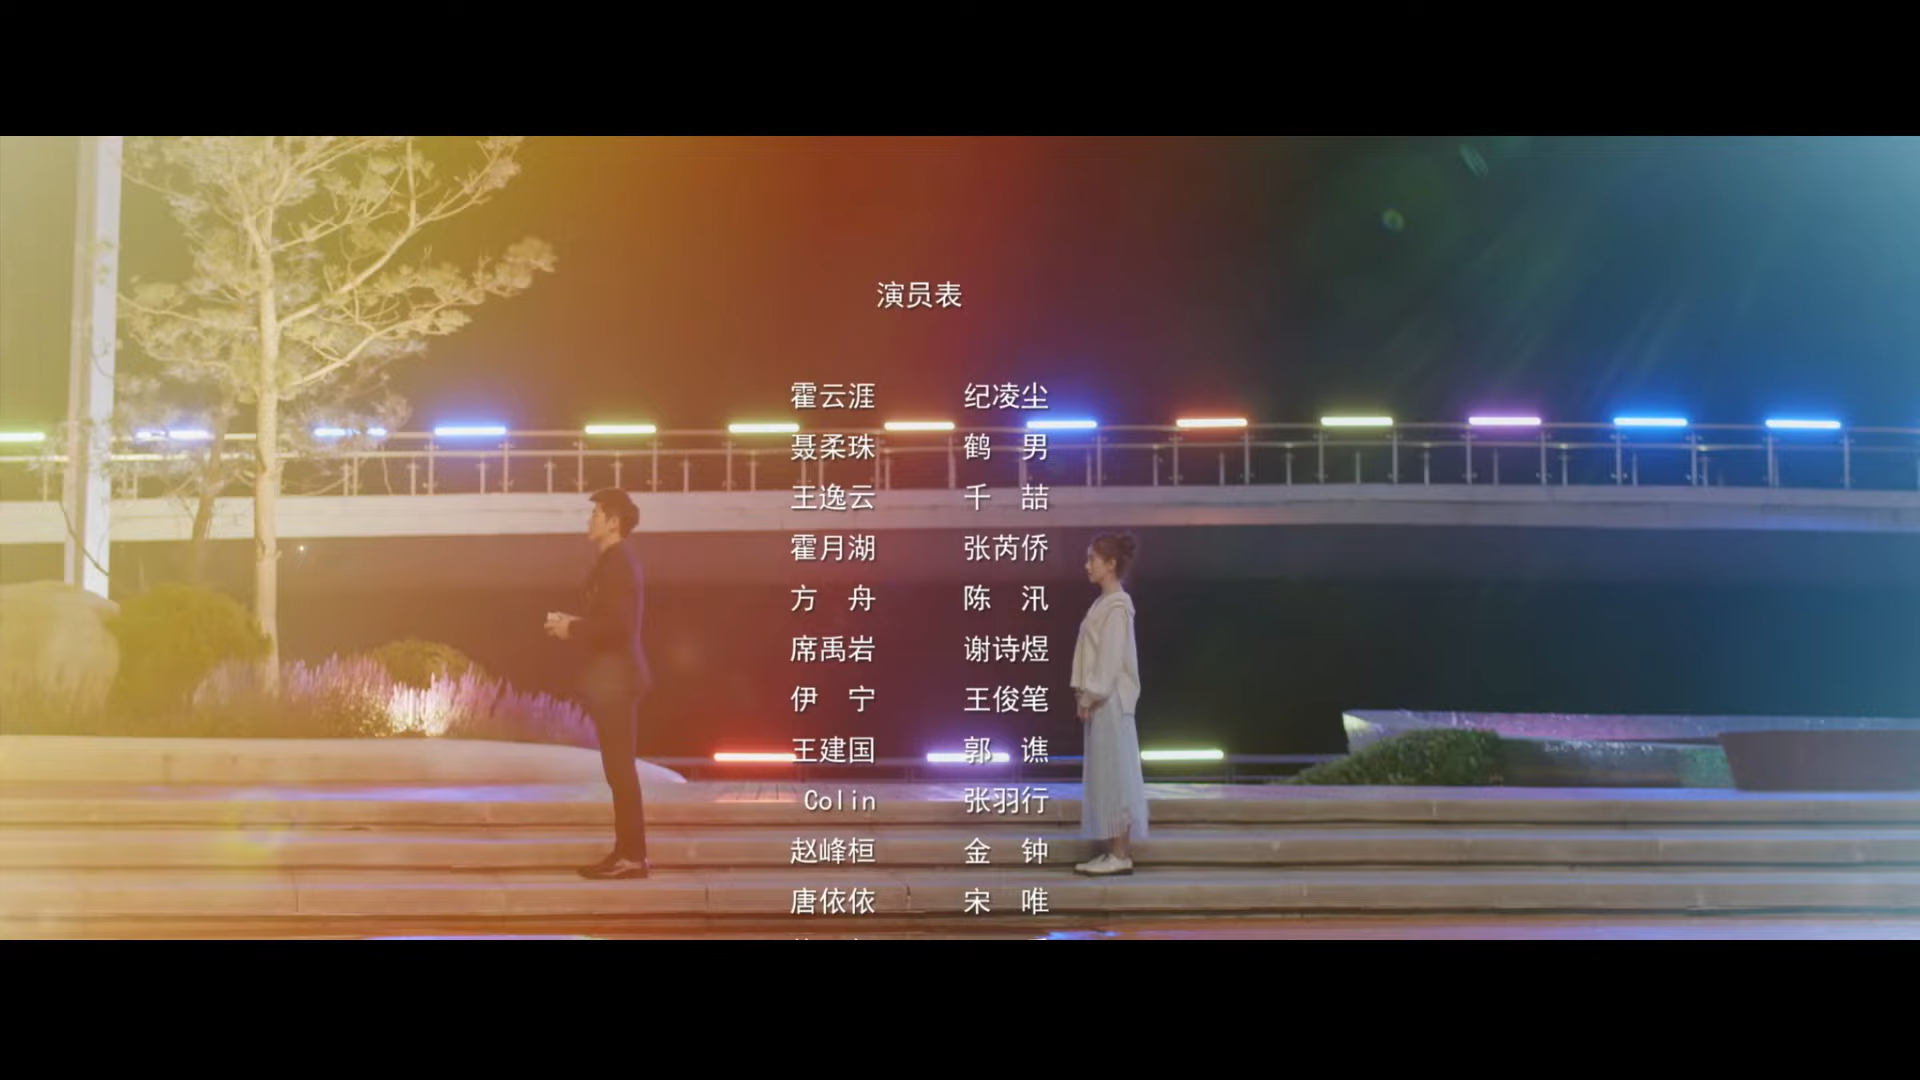 演员表
霍云涯 纪凌尘
聂柔珠 鹤 男
王逸云 千 喆
霍月湖 张芮侨
方 舟 陈 汛
席禹岩 谢诗煜
伊 宁 王俊笔
王建国 郭 谯
Colin 张羽行
赵峰桓 金 钟
唐依依 宋 唯